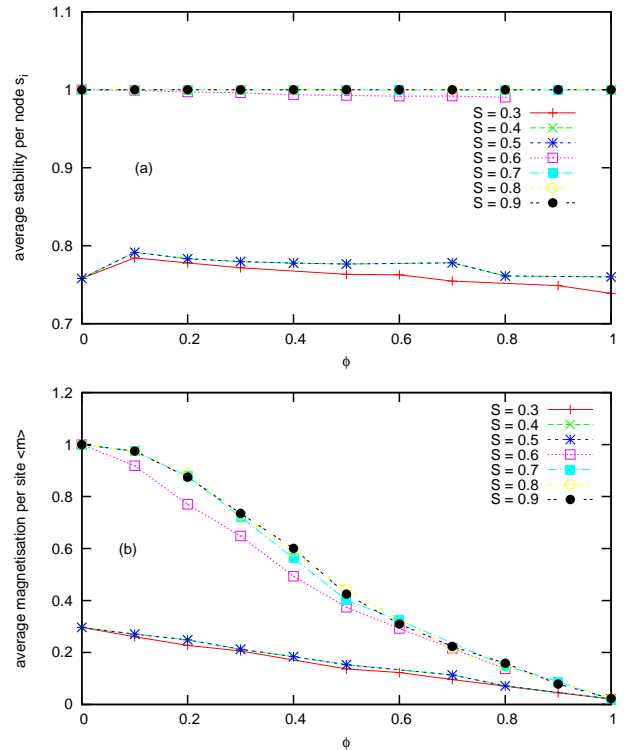 1.1
1
0.9
0.8
0.7
average stability per node s_i
(a)
S = 0.3
S = 0.4
S = 0.5
S = 0.6
S = 0.7
S = 0.8
S = 0.9
0 0.2 0.4 0.6 0.8 1
ϕ
1.2
1
0.8
0.6
0.4
0.2
0
average magnetisation per site <m>
(b)
S = 0.3
S = 0.4
S = 0.5
S = 0.6
S = 0.7
S = 0.8
S = 0.9
0 0.2 0.4 0.6 0.8 1
ϕ